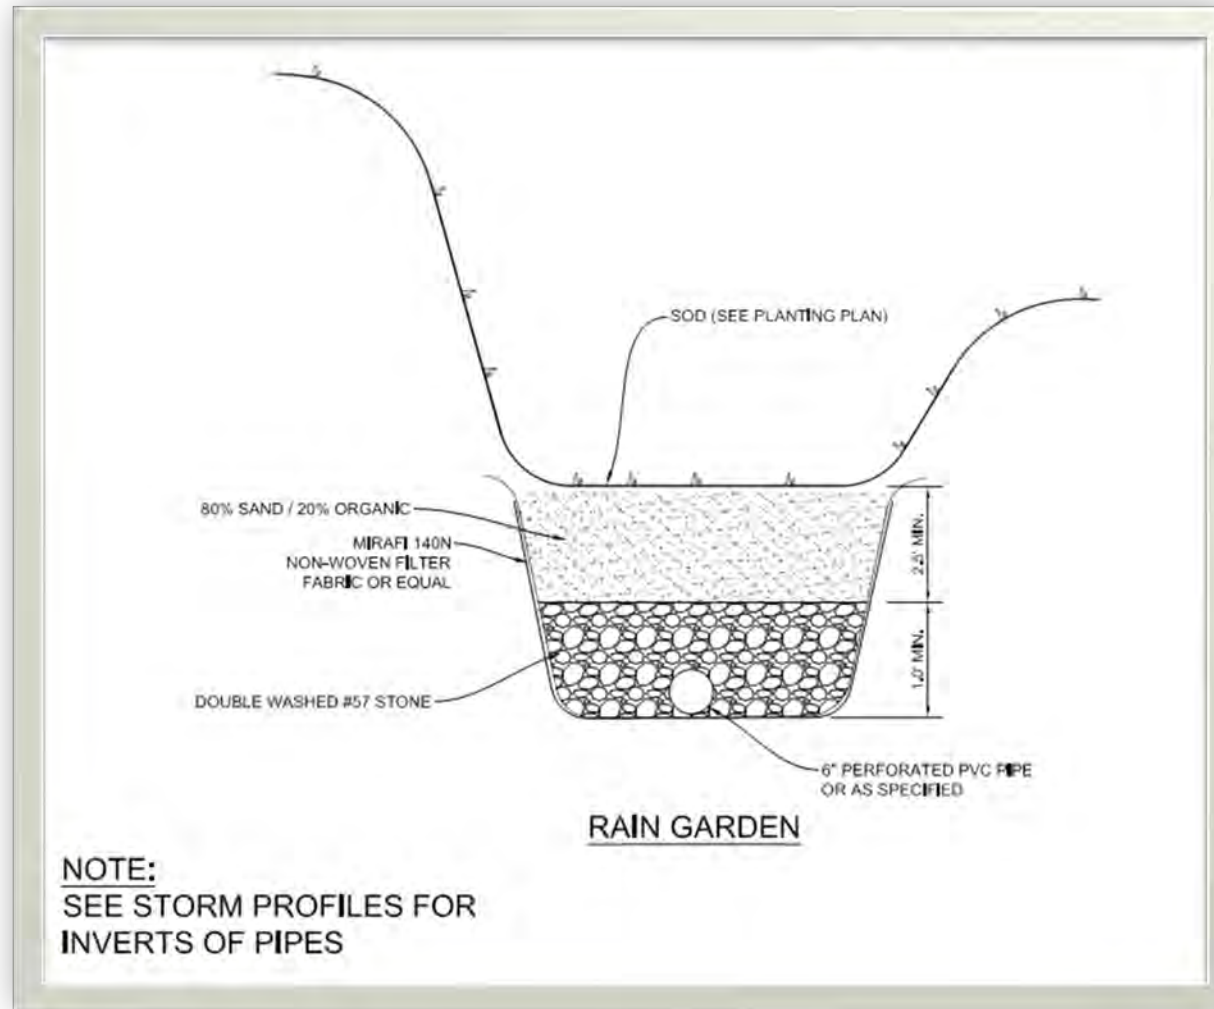 SOD (SEE PLANTING PLAN)
80% SAND / 20% ORGANIC
MIRAFI 140N
NON-WOVEN FILTER
FABRIC OR EQUAL
2.5' MIN.
1.0' MIN.
DOUBLE WASHED #57 STONE
6" PERFORATED PVC PIPE
OR AS SPECIFIED
RAIN GARDEN
NOTE:
SEE STORM PROFILES FOR
INVERTS OF PIPES